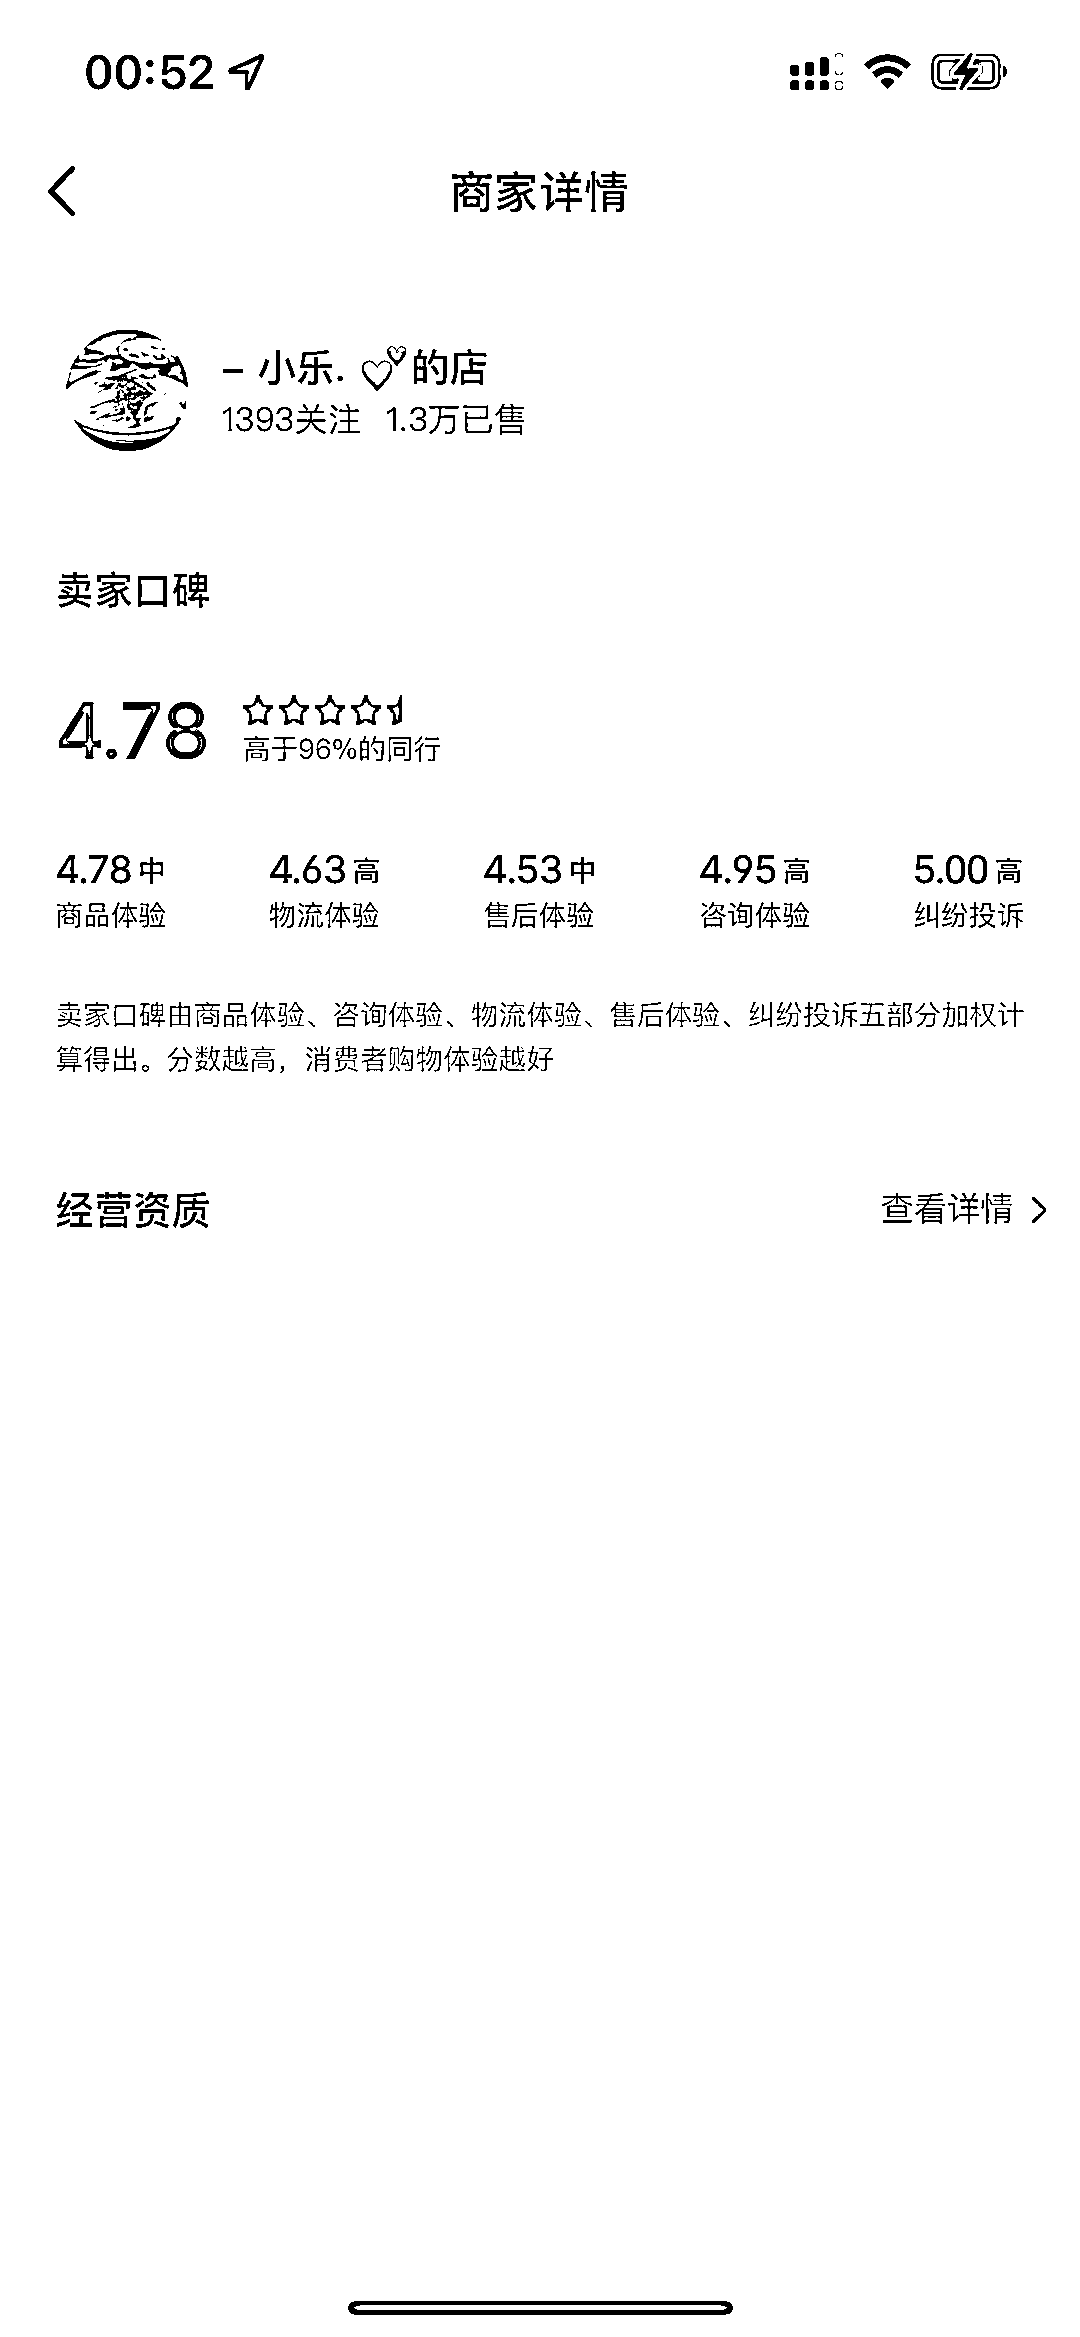 00:52
商家详情
– 小乐. 💕的店
1393关注 1.3万已售
卖家口碑
4.78
高于96%的同行
4.78 中 4.63 高 4.53 中 4.95 高 5.00 高
商品体验 物流体验 售后体验 咨询体验 纠纷投诉
卖家口碑由商品体验、咨询体验、物流体验、售后体验、纠纷投诉五部分加权计
算得出。分数越高，消费者购物体验越好
经营资质 查看详情